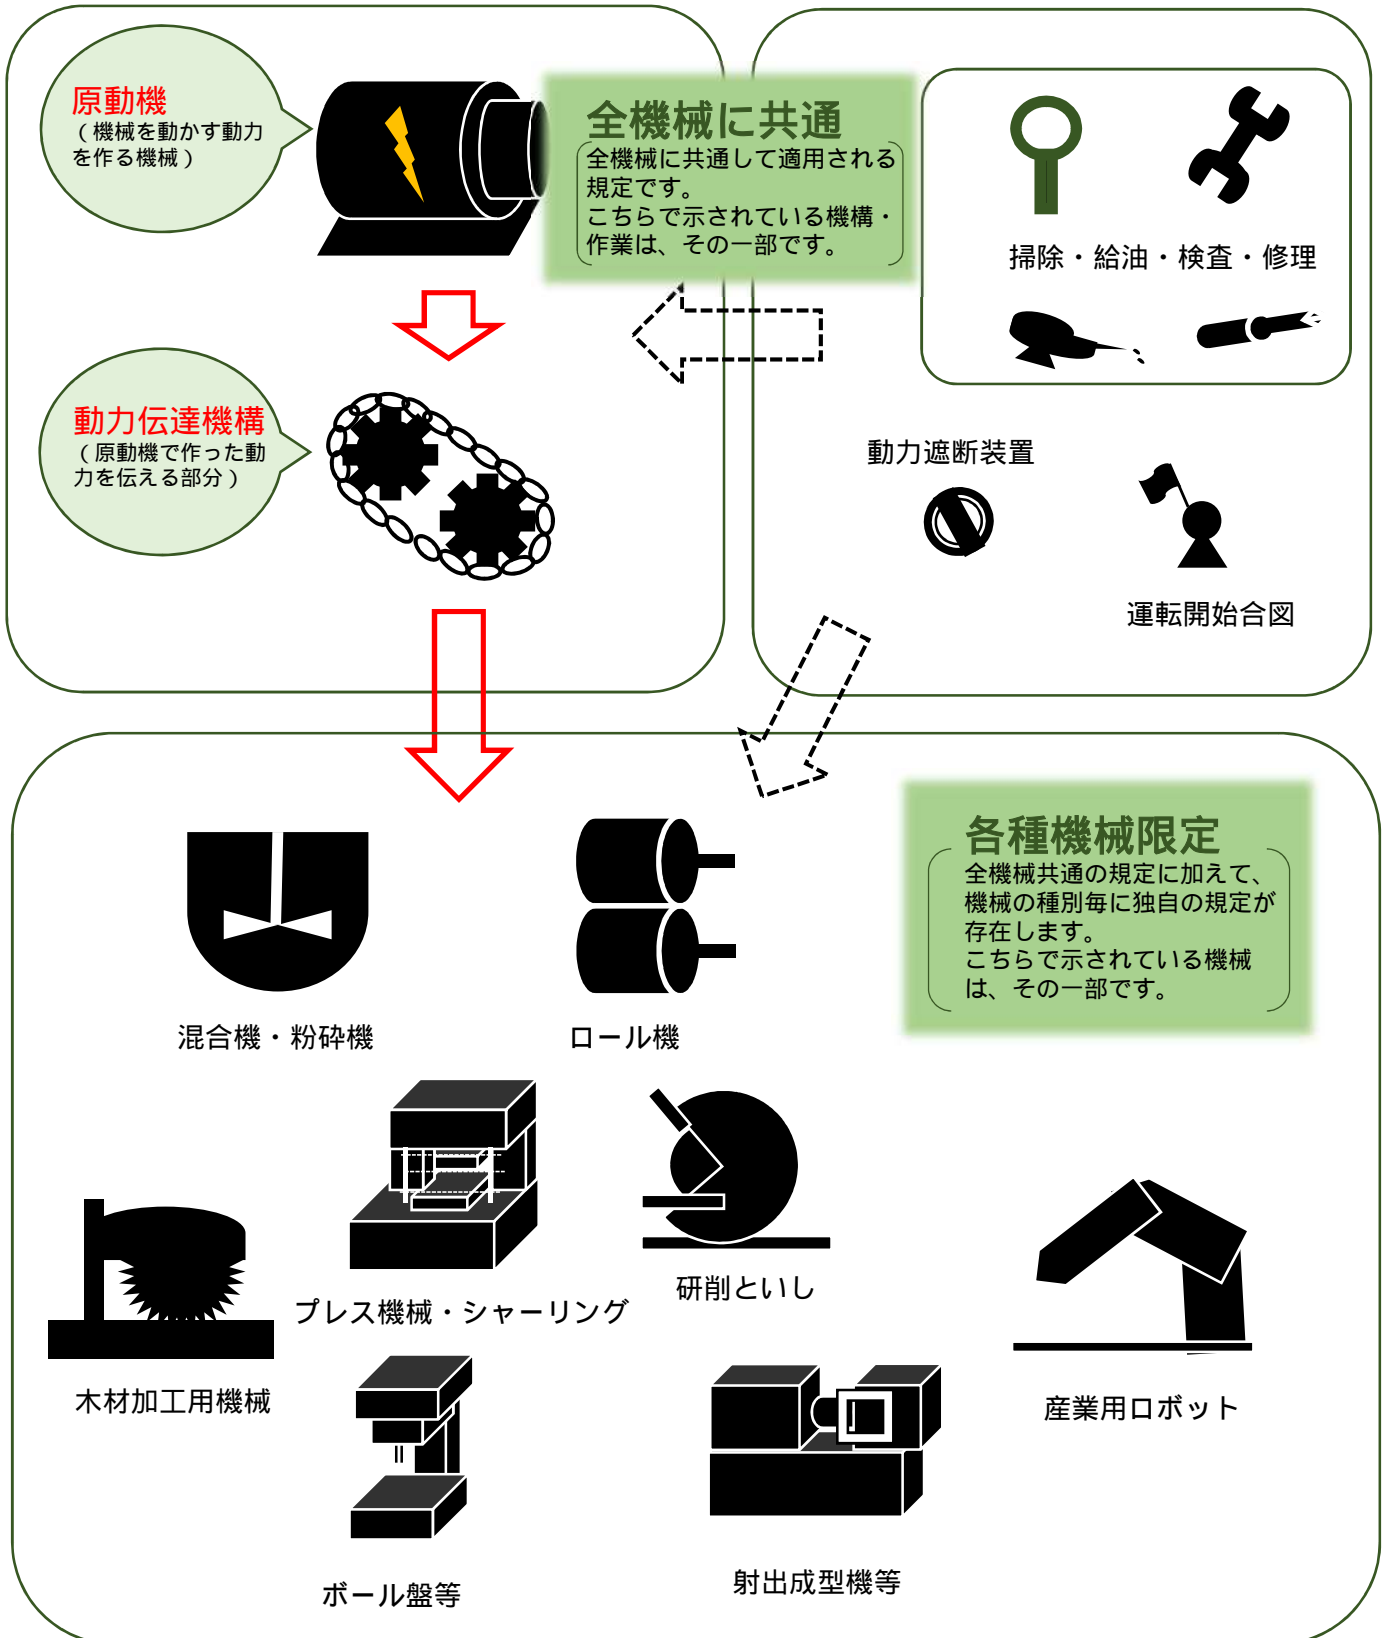 原動機
（機械を動かす動力
を作る機械）
全機械に共通
全機械に共通して適用される
規定です。
こちらで示されている機構・
作業は、その一部です。
掃除・給油・検査・修理
動力伝達機構
（原動機で作った動
力を伝える部分）
動力遮断装置
運転開始合図
各種機械限定
全機械共通の規定に加えて、
機械の種別毎に独自の規定が
存在します。
こちらで示されている機械
は、その一部です。
混合機・粉砕機
ロール機
プレス機械・シャーリング
研削といし
木材加工用機械
産業用ロボット
ボール盤等
射出成型機等